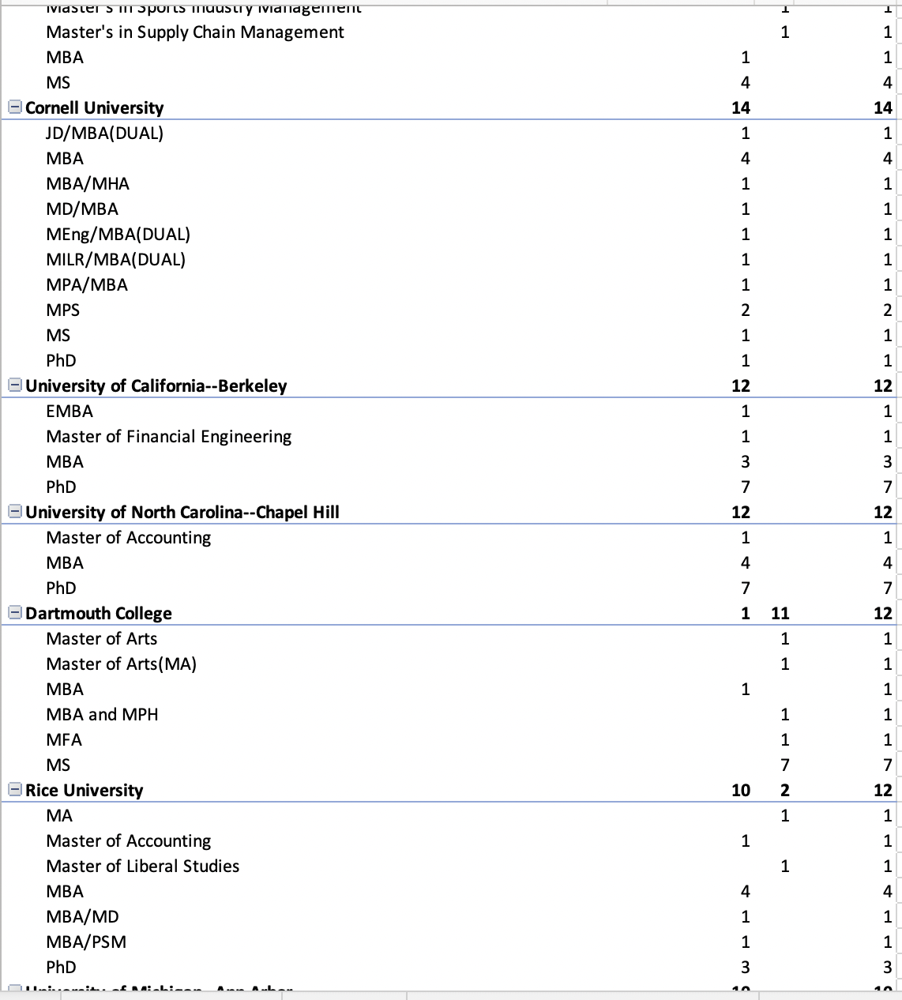 Master's in Sports Industry Management 1 1
Master's in Supply Chain Management 1 1
MBA 1 1
MS 4 4
Cornell University 14 14
JD/MBA(DUAL) 1 1
MBA 4 4
MBA/MHA 1 1
MD/MBA 1 1
MEng/MBA(DUAL) 1 1
MILR/MBA(DUAL) 1 1
MPA/MBA 1 1
MPS 2 2
MS 1 1
PhD 1 1
University of California--Berkeley 12 12
EMBA 1 1
Master of Financial Engineering 1 1
MBA 3 3
PhD 7 7
University of North Carolina--Chapel Hill 12 12
Master of Accounting 1 1
MBA 4 4
PhD 7 7
Dartmouth College 1 11 12
Master of Arts 1 1
Master of Arts(MA) 1 1
MBA 1 1
MBA and MPH 1 1
MFA 1 1
MS 7 7
Rice University 10 2 12
MA 1 1
Master of Accounting 1 1
Master of Liberal Studies 1 1
MBA 4 4
MBA/MD 1 1
MBA/PSM 1 1
PhD 3 3
University of Michigan--Ann Arbor 10 10